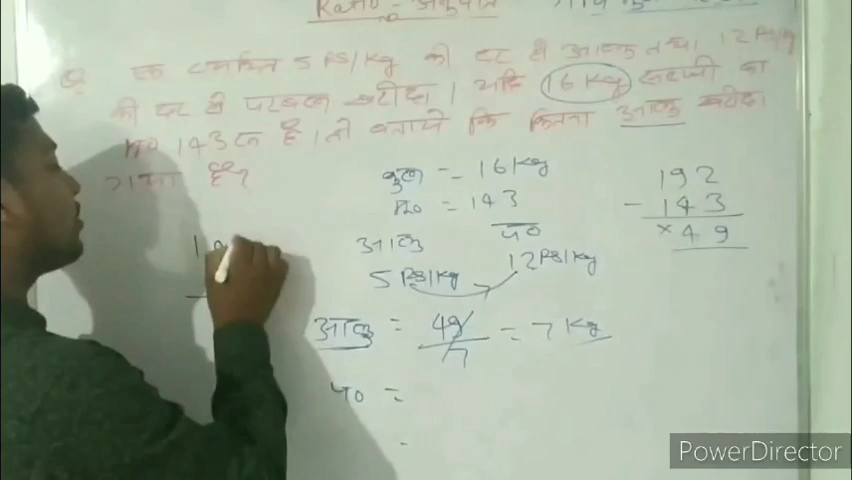 Ratio - अनुपात
Q. एक व्यक्ति 5 RS/Kg की दर से आलू तथा 12 RS/Kg
की दर से परवल खरीदा। यदि 16 Kg सब्जी का
मू० 143रू है। तो बताये कि कितना आलू खरीदा
गया है?
कुल = 16 Kg
मू० = 143
आलू प०
5 RS/Kg 12 RS/Kg
आलू = 49/7 = 7 Kg
प० =
192
- 143
× 49
PowerDirector